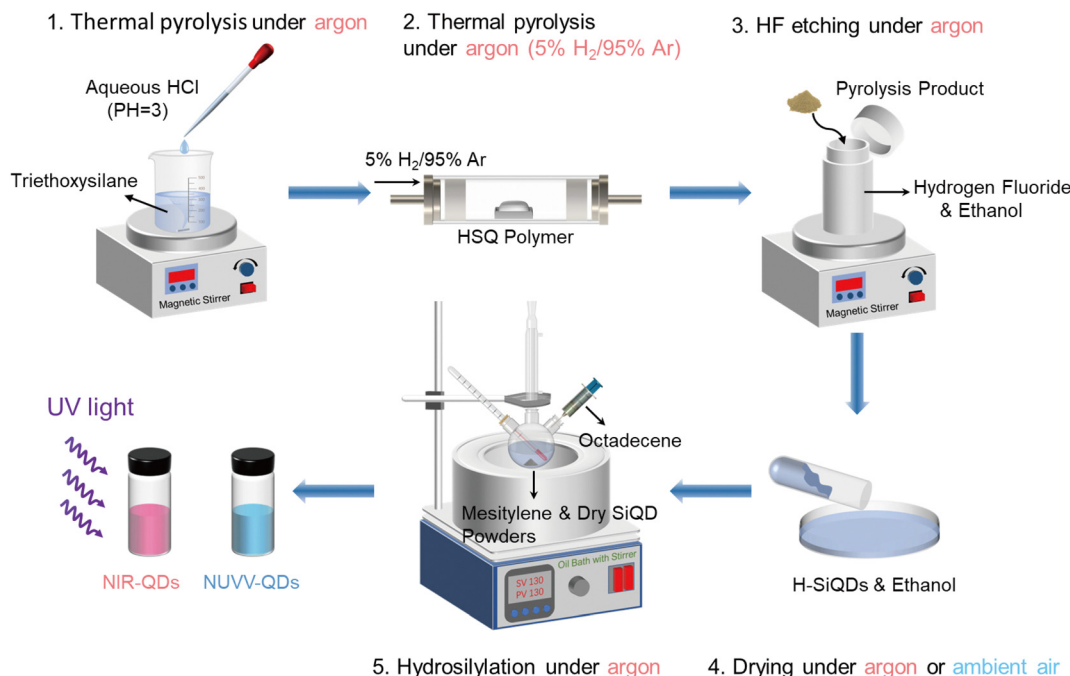 1. Thermal pyrolysis under argon
2. Thermal pyrolysis
under argon (5% H₂/95% Ar)
3. HF etching under argon
Aqueous HCl
(PH=3)
Triethoxysilane
Magnetic Stirrer
5% H₂/95% Ar
HSQ Polymer
Pyrolysis Product
Hydrogen Fluoride
& Ethanol
Magnetic Stirrer
UV light
NIR-QDs
NUVV-QDs
Octadecene
Mesitylene & Dry SiQD
Powders
Oil Bath with Stirrer
SV 130
PV 130
H-SiQDs & Ethanol
5. Hydrosilylation under argon
4. Drying under argon or ambient air